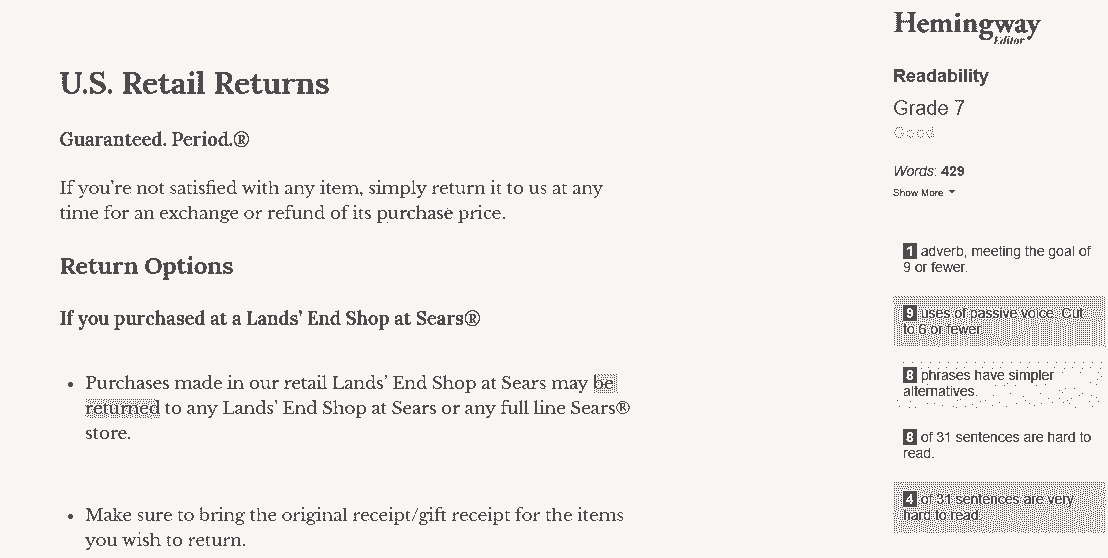 U.S. Retail Returns
Guaranteed. Period.®
If you're not satisfied with any item, simply return it to us at any
time for an exchange or refund of its purchase price.
Return Options
If you purchased at a Lands' End Shop at Sears®
• Purchases made in our retail Lands' End Shop at Sears may be
returned to any Lands' End Shop at Sears or any full line Sears®
store.
• Make sure to bring the original receipt/gift receipt for the items
you wish to return.
Hemingway
Editor
Readability
Grade 7
Good
Words: 429
Show More
1 adverb, meeting the goal of
9 or fewer.
9 uses of passive voice. Cut
to 6 or fewer.
8 phrases have simpler
alternatives.
8 of 31 sentences are hard to
read.
4 of 31 sentences are very
hard to read.